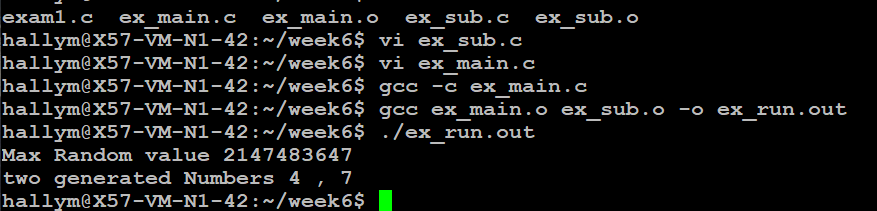 exam1.c ex_main.c ex_main.o ex_sub.c ex_sub.o
hallym@X57-VM-N1-42:~/week6$ vi ex_sub.c
hallym@X57-VM-N1-42:~/week6$ vi ex_main.c
hallym@X57-VM-N1-42:~/week6$ gcc -c ex_main.c
hallym@X57-VM-N1-42:~/week6$ gcc ex_main.o ex_sub.o -o ex_run.out
hallym@X57-VM-N1-42:~/week6$ ./ex_run.out
Max Random value 2147483647
two generated Numbers 4 , 7
hallym@X57-VM-N1-42:~/week6$